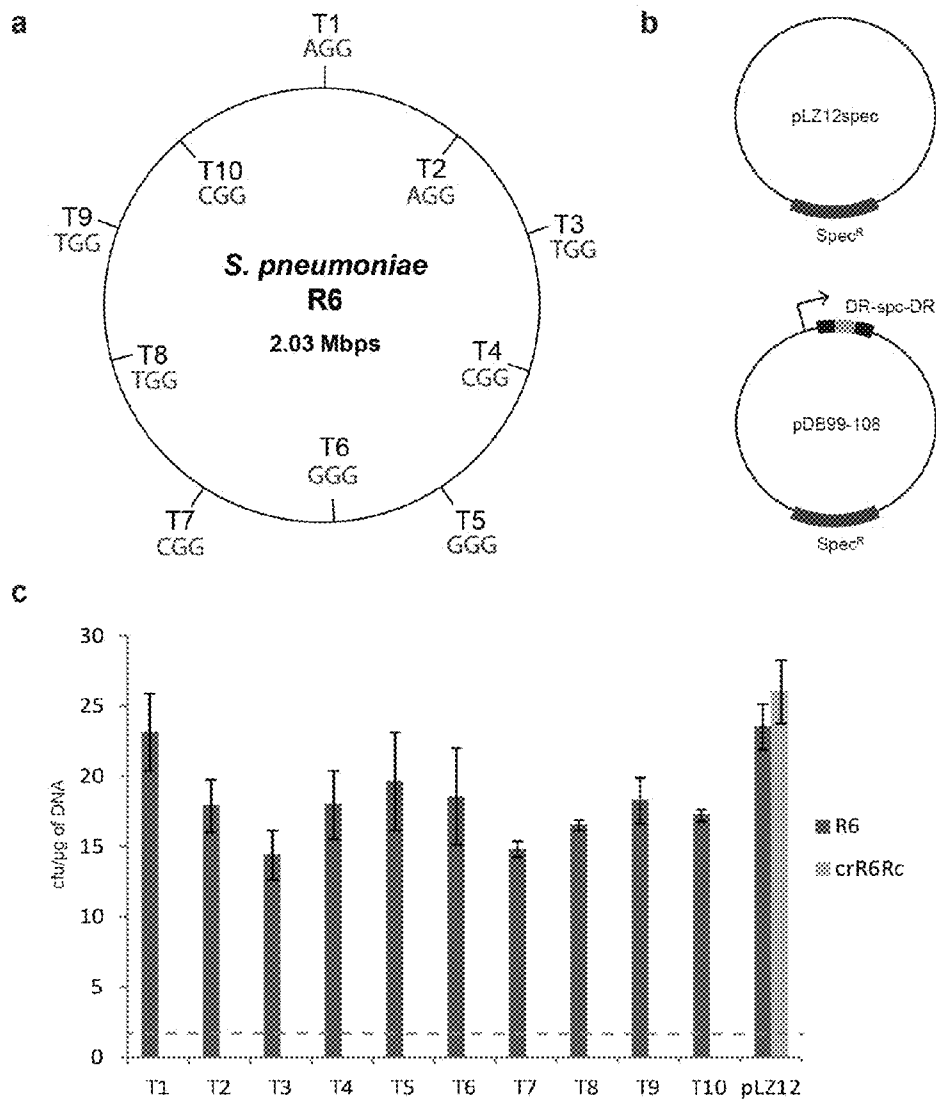 a
T1
AGG
T2
AGG
T3
TGG
T4
CGG
T5
GGG
T6
GGG
T7
CGG
T8
TGG
T9
TGG
T10
CGG
S. pneumoniae
R6
2.03 Mbps
b
pLZ12spec
Spec^R
DR-spc-DR
pDB99-108
Spec^R
c
cfu/µg of DNA
30
25
20
15
10
5
0
T1 T2 T3 T4 T5 T6 T7 T8 T9 T10 pLZ12
R6
crR6Rc